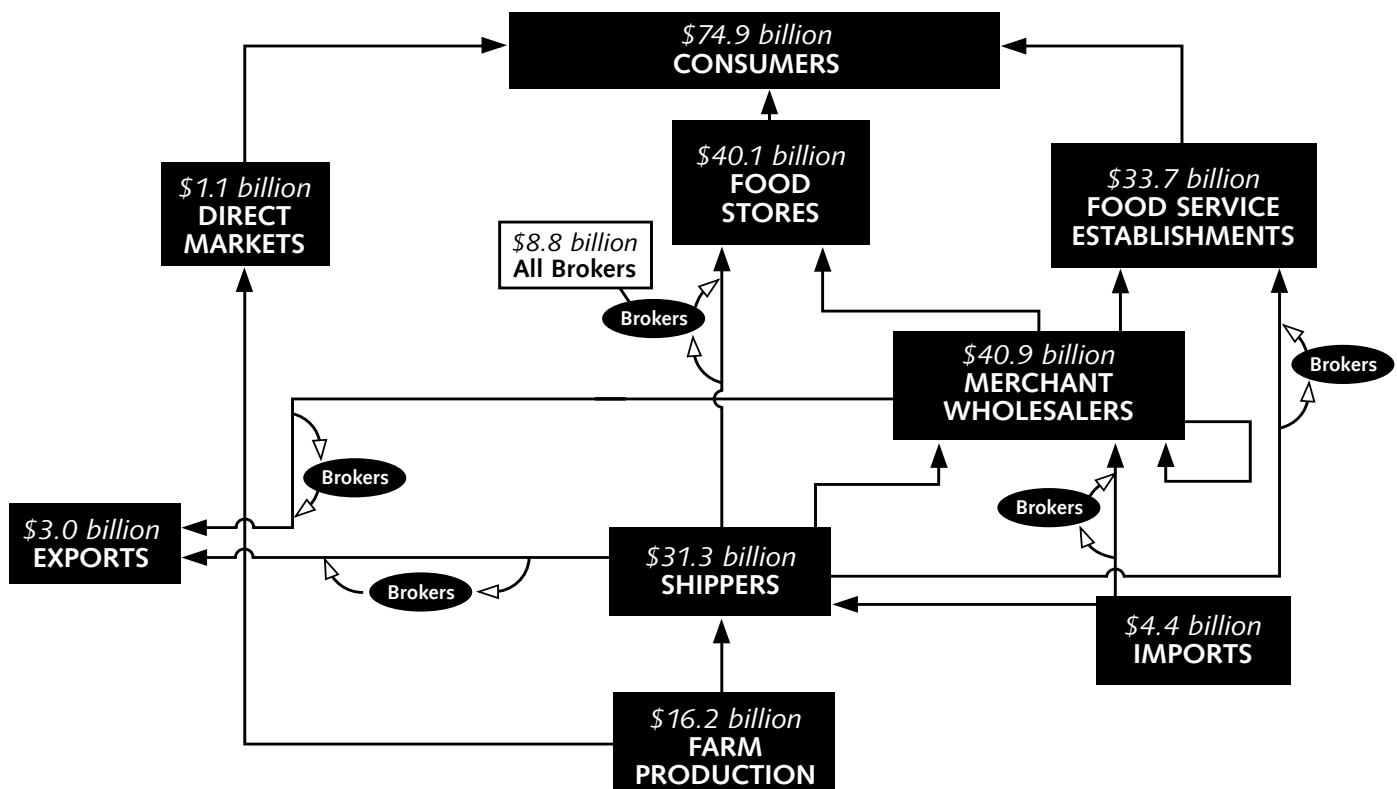 $74.9 billion
CONSUMERS
$40.1 billion
FOOD
STORES
$33.7 billion
FOOD SERVICE
ESTABLISHMENTS
$1.1 billion
DIRECT
MARKETS
$8.8 billion
All Brokers
Brokers
$40.9 billion
MERCHANT
WHOLESALERS
Brokers
Brokers
Brokers
$3.0 billion
EXPORTS
$31.3 billion
SHIPPERS
Brokers
$4.4 billion
IMPORTS
$16.2 billion
FARM
PRODUCTION